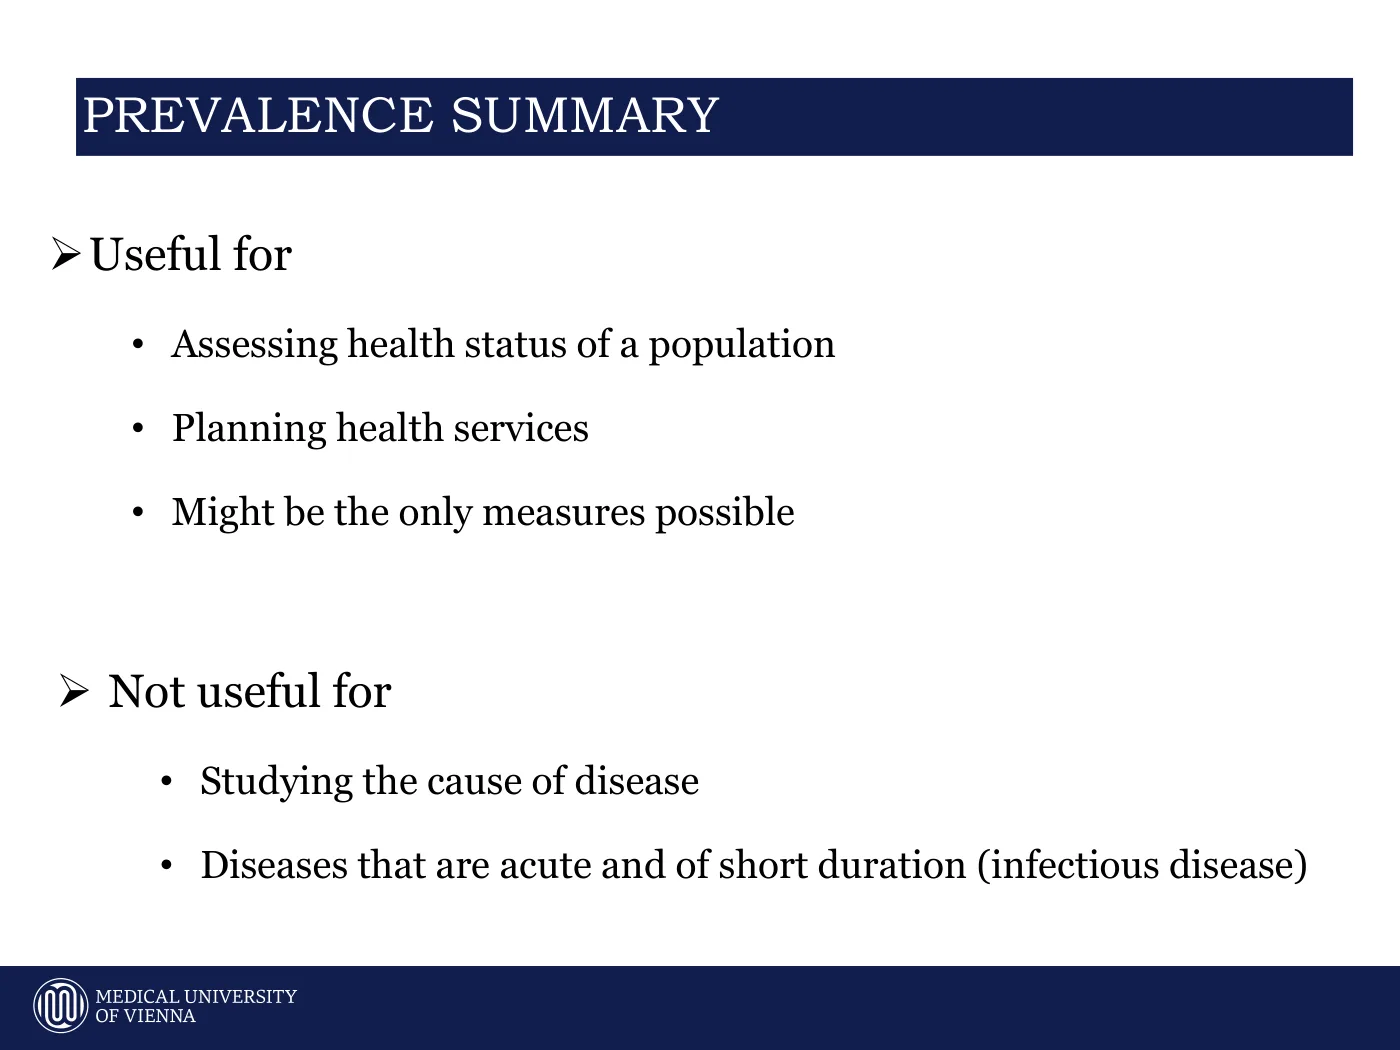 PREVALENCE SUMMARY
➢Useful for
• Assessing health status of a population
• Planning health services
• Might be the only measures possible
➢ Not useful for
• Studying the cause of disease
• Diseases that are acute and of short duration (infectious disease)
MEDICAL UNIVERSITY
OF VIENNA